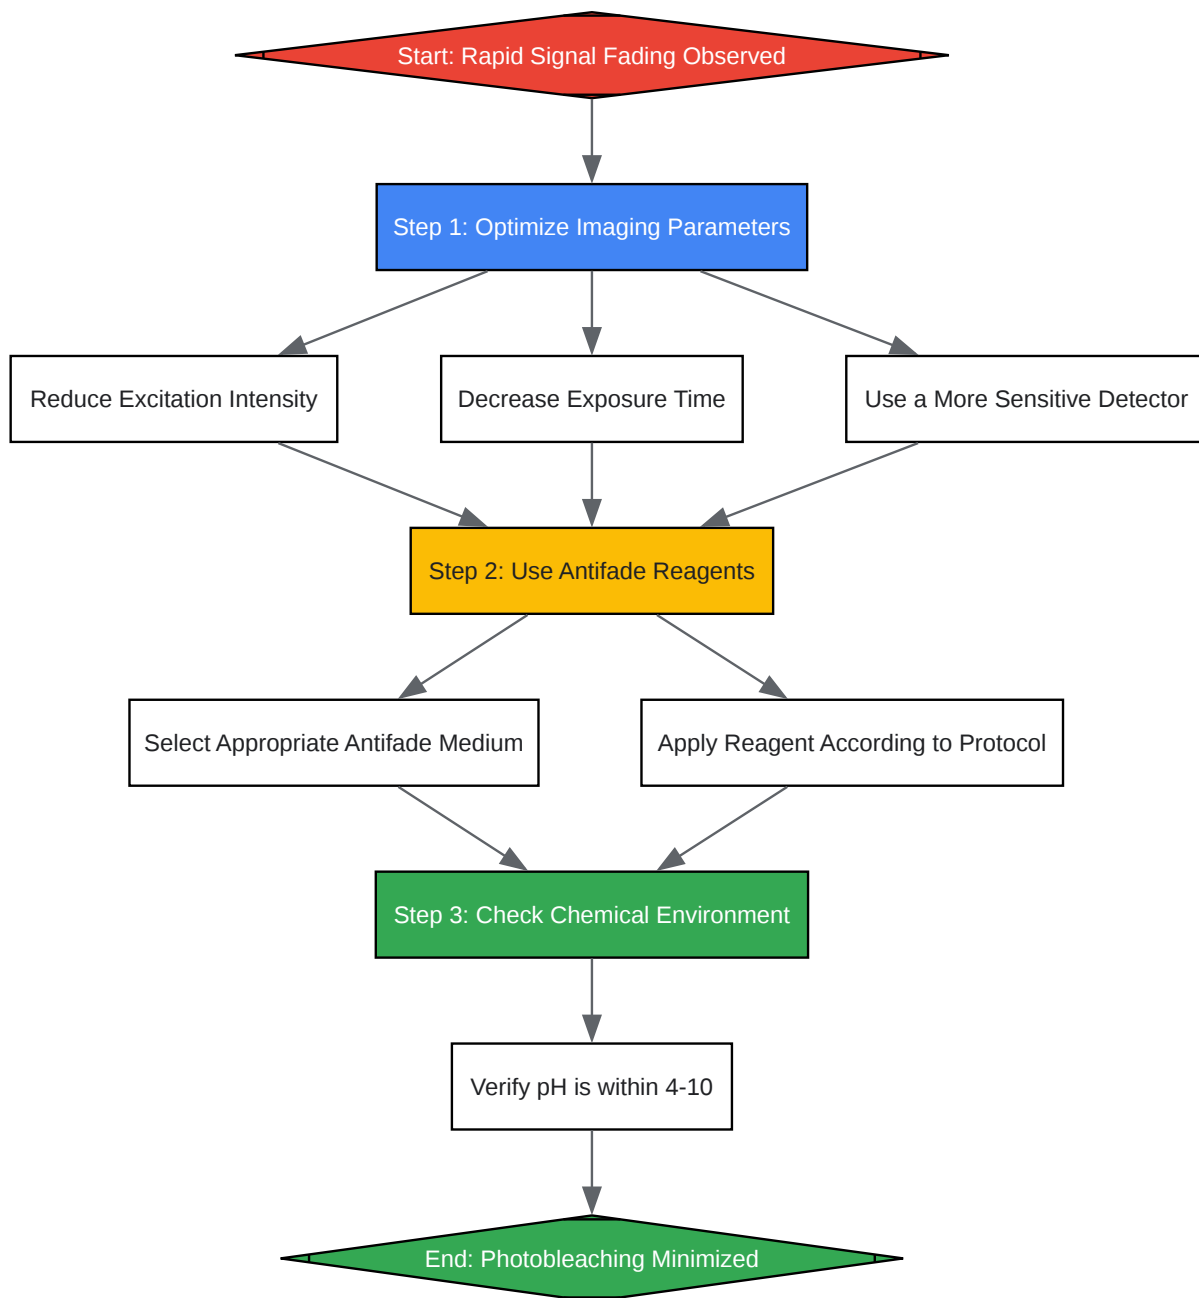 Start: Rapid Signal Fading Observed
Step 1: Optimize Imaging Parameters
Reduce Excitation Intensity
Decrease Exposure Time
Use a More Sensitive Detector
Step 2: Use Antifade Reagents
Select Appropriate Antifade Medium
Apply Reagent According to Protocol
Step 3: Check Chemical Environment
Verify pH is within 4-10
End: Photobleaching Minimized